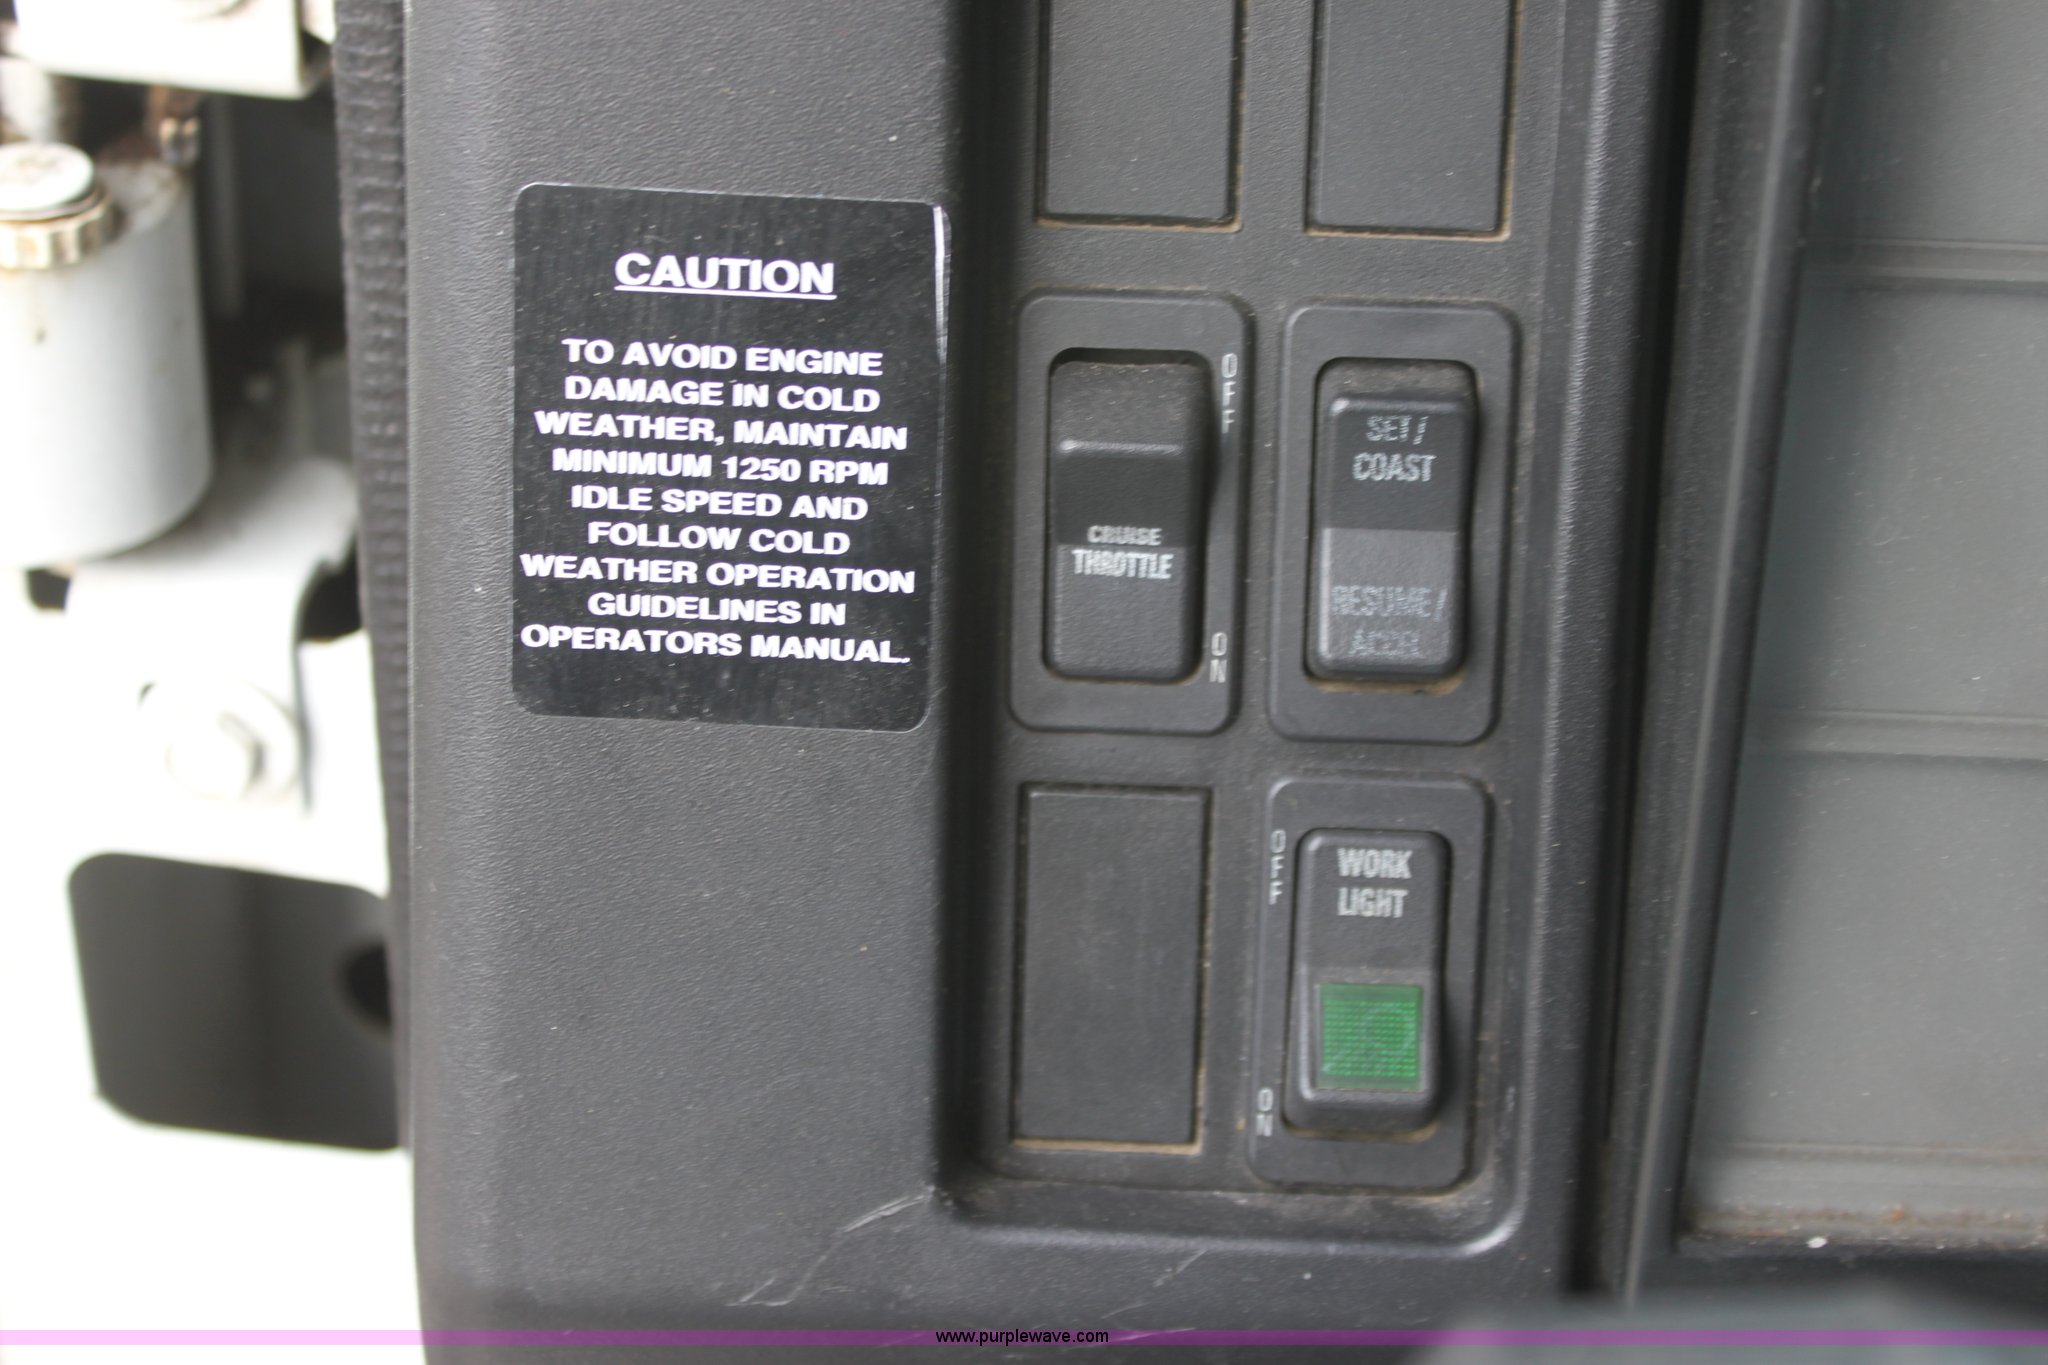 CAUTION
TO AVOID ENGINE
DAMAGE IN COLD
WEATHER, MAINTAIN
MINIMUM 1250 RPM
IDLE SPEED AND
FOLLOW COLD
WEATHER OPERATION
GUIDELINES IN
OPERATORS MANUAL.
OFF
CRUISE
THROTTLE
ON
SET/
COAST
RESUME/
ACCEL
OFF
WORK
LIGHT
ON
www.purplewave.com